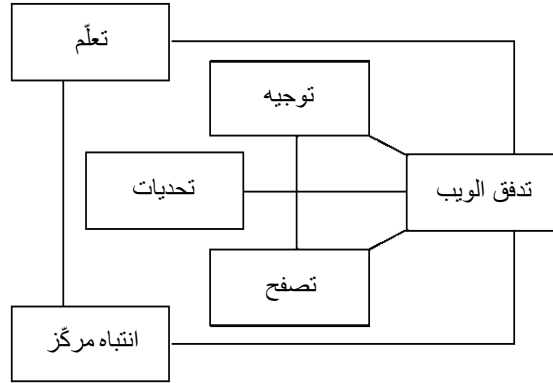 تعلّم
توجيه
تدفق الويب
تحديات
تصفح
انتباه مركّز